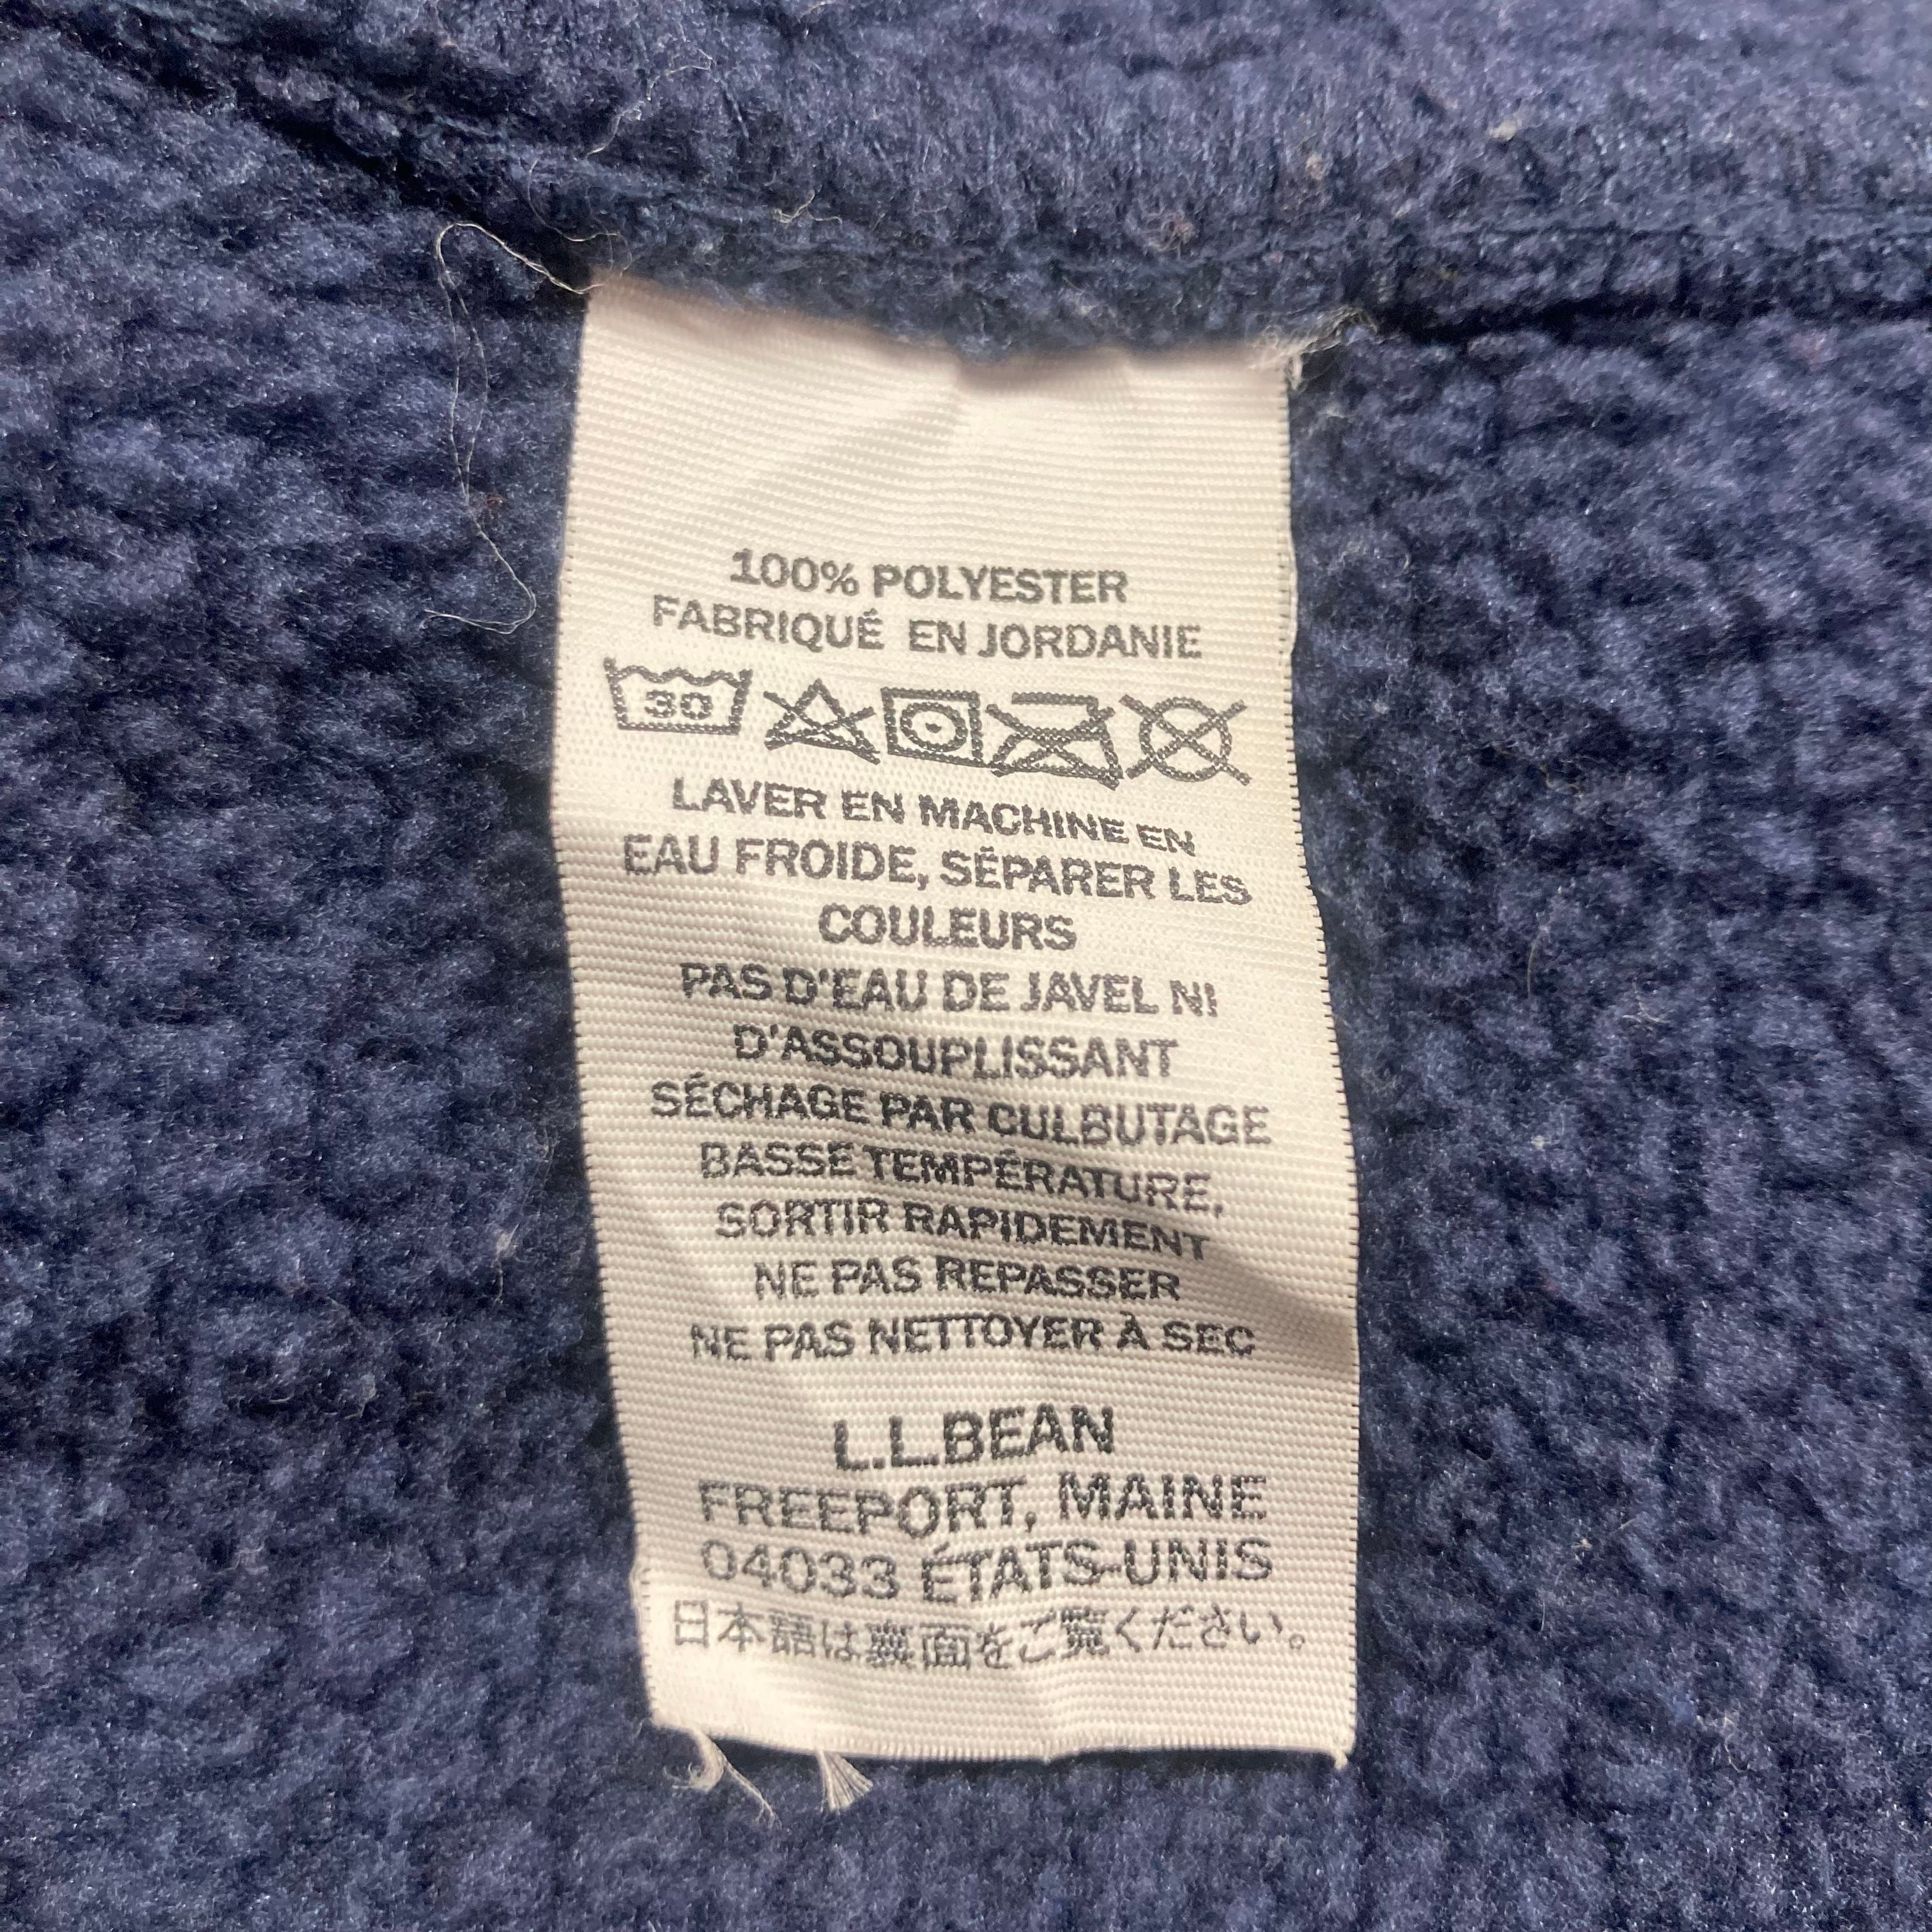 100% POLYESTER
FABRIQUÉ EN JORDANIE
30
LAVER EN MACHINE EN
EAU FROIDE, SÉPARER LES
COULEURS
PAS D'EAU DE JAVEL NI
D'ASSOUPLISSANT
SÉCHAGE PAR CULBUTAGE
BASSE TEMPÉRATURE,
SORTIR RAPIDEMENT
NE PAS REPASSER
NE PAS NETTOYER À SEC
L.L.BEAN
FREEPORT, MAINE
04033 ÉTATS-UNIS
日本語は裏面をご覧ください。